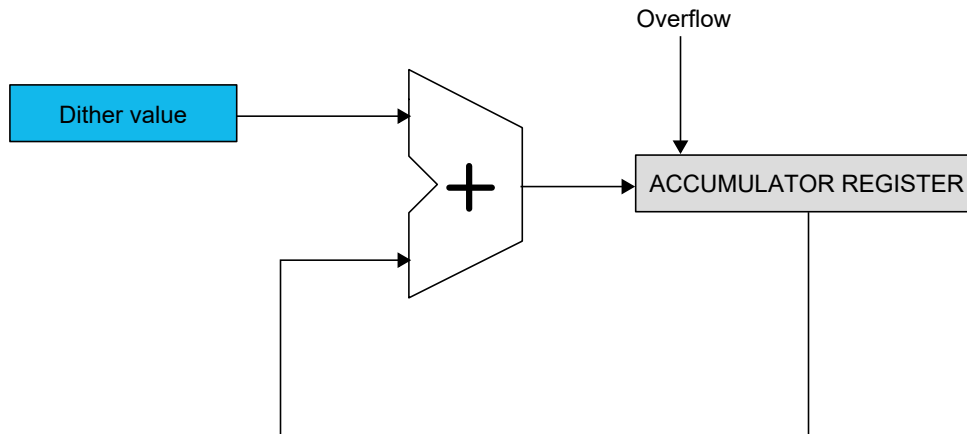 Overflow
Dither value
+
ACCUMULATOR REGISTER